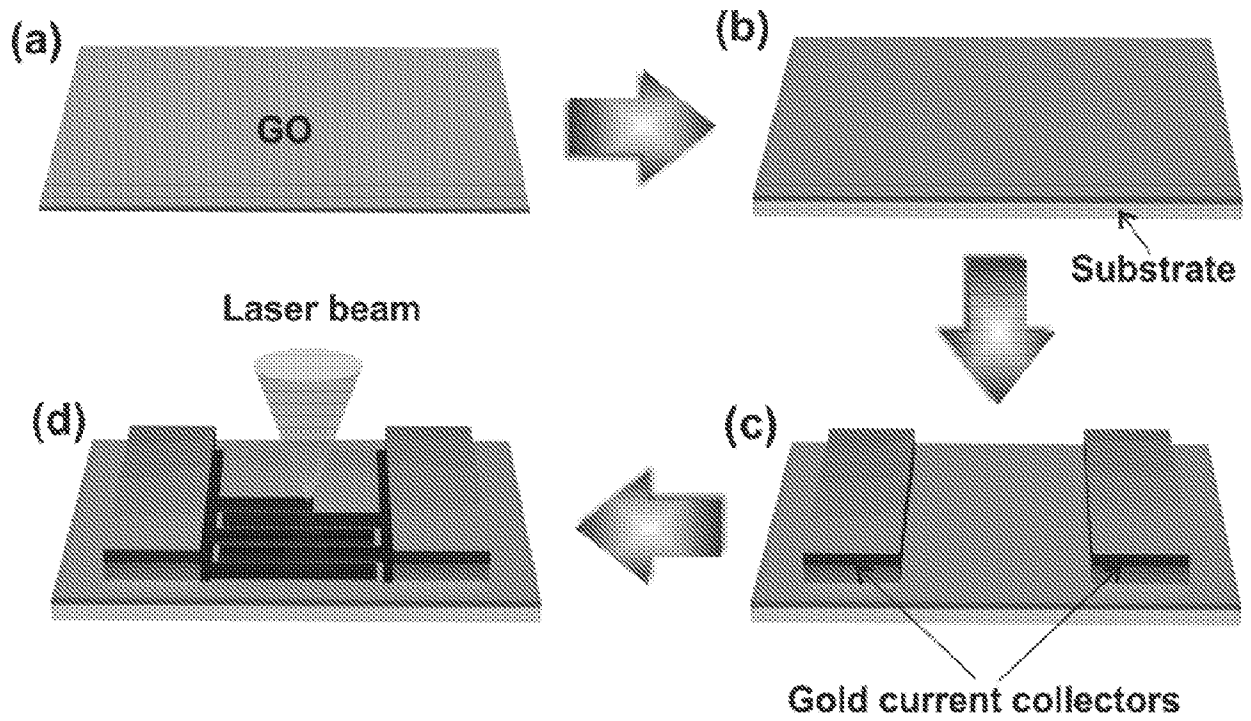 (a)
GO
(b)
Substrate
Laser beam
(d)
(c)
Gold current collectors